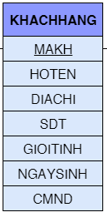 KHACHHANG
MAKH
HOTEN
DIACHI
SDT
GIOITINH
NGAYSINH
CMND